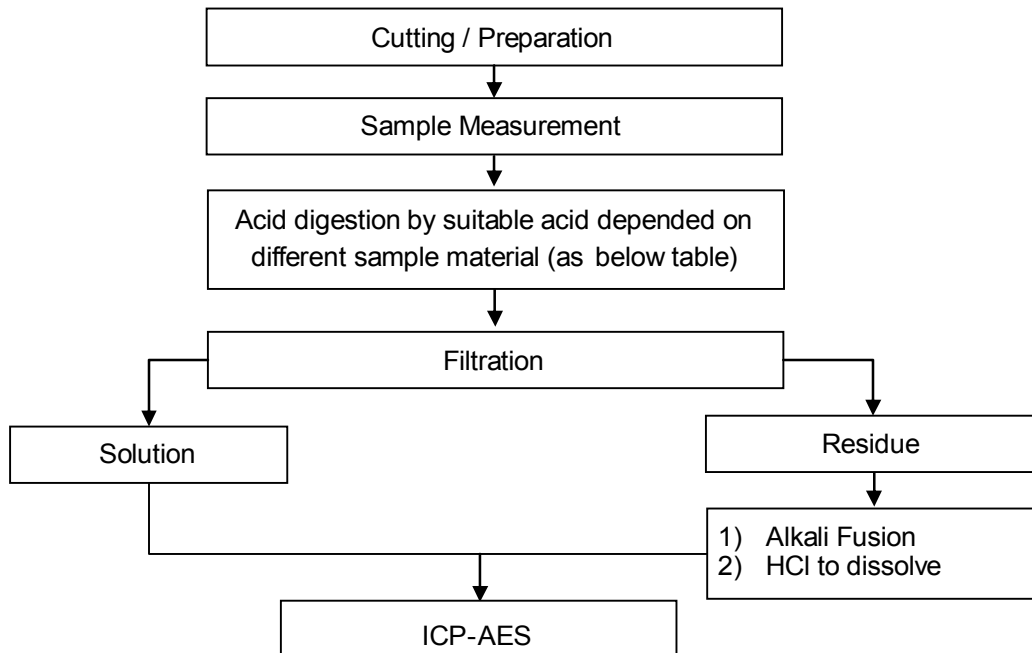 Cutting / Preparation
Sample Measurement
Acid digestion by suitable acid depended on
different sample material (as below table)
Filtration
Solution
Residue
1) Alkali Fusion
2) HCl to dissolve
ICP-AES